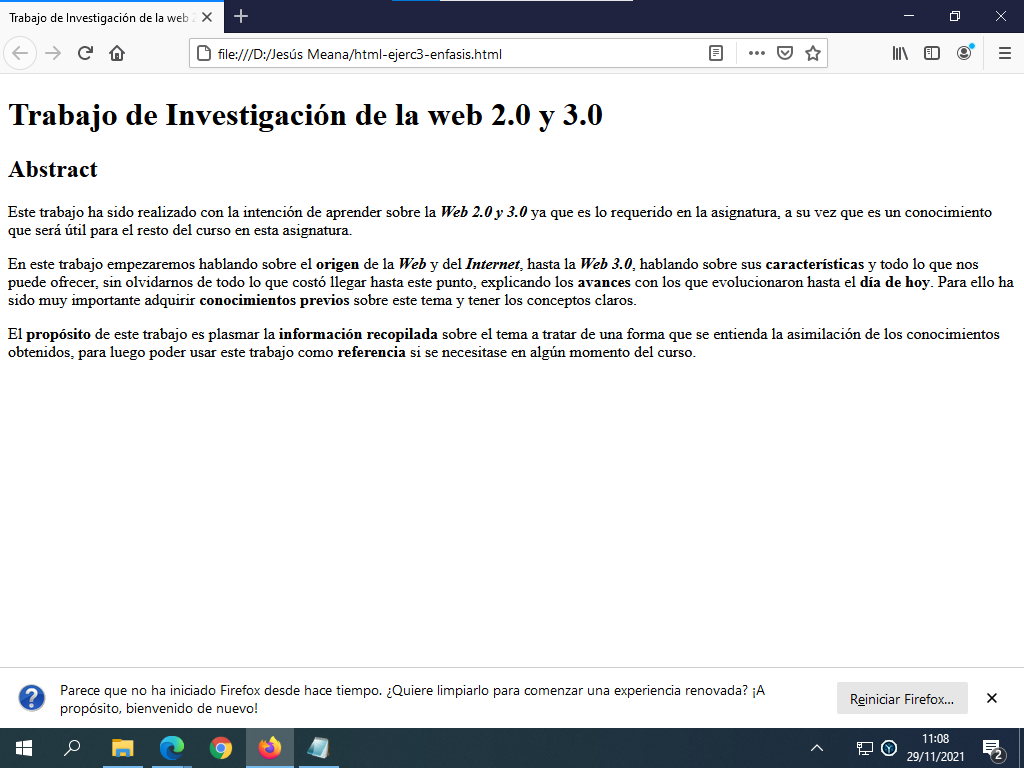 Trabajo de Investigación de la web 2
file:///D:/Jesús Meana/html-ejerc3-enfasis.html
Trabajo de Investigación de la web 2.0 y 3.0
Abstract
Este trabajo ha sido realizado con la intención de aprender sobre la Web 2.0 y 3.0 ya que es lo requerido en la asignatura, a su vez que es un conocimiento
que será útil para el resto del curso en esta asignatura.
En este trabajo empezaremos hablando sobre el origen de la Web y del Internet, hasta la Web 3.0, hablando sobre sus características y todo lo que nos
puede ofrecer, sin olvidarnos de todo lo que costó llegar hasta este punto, explicando los avances con los que evolucionaron hasta el día de hoy. Para ello ha
sido muy importante adquirir conocimientos previos sobre este tema y tener los conceptos claros.
El propósito de este trabajo es plasmar la información recopilada sobre el tema a tratar de una forma que se entienda la asimilación de los conocimientos
obtenidos, para luego poder usar este trabajo como referencia si se necesitase en algún momento del curso.
Parece que no ha iniciado Firefox desde hace tiempo. ¿Quiere limpiarlo para comenzar una experiencia renovada? ¡A
propósito, bienvenido de nuevo!
Reiniciar Firefox...
11:08
29/11/2021
2